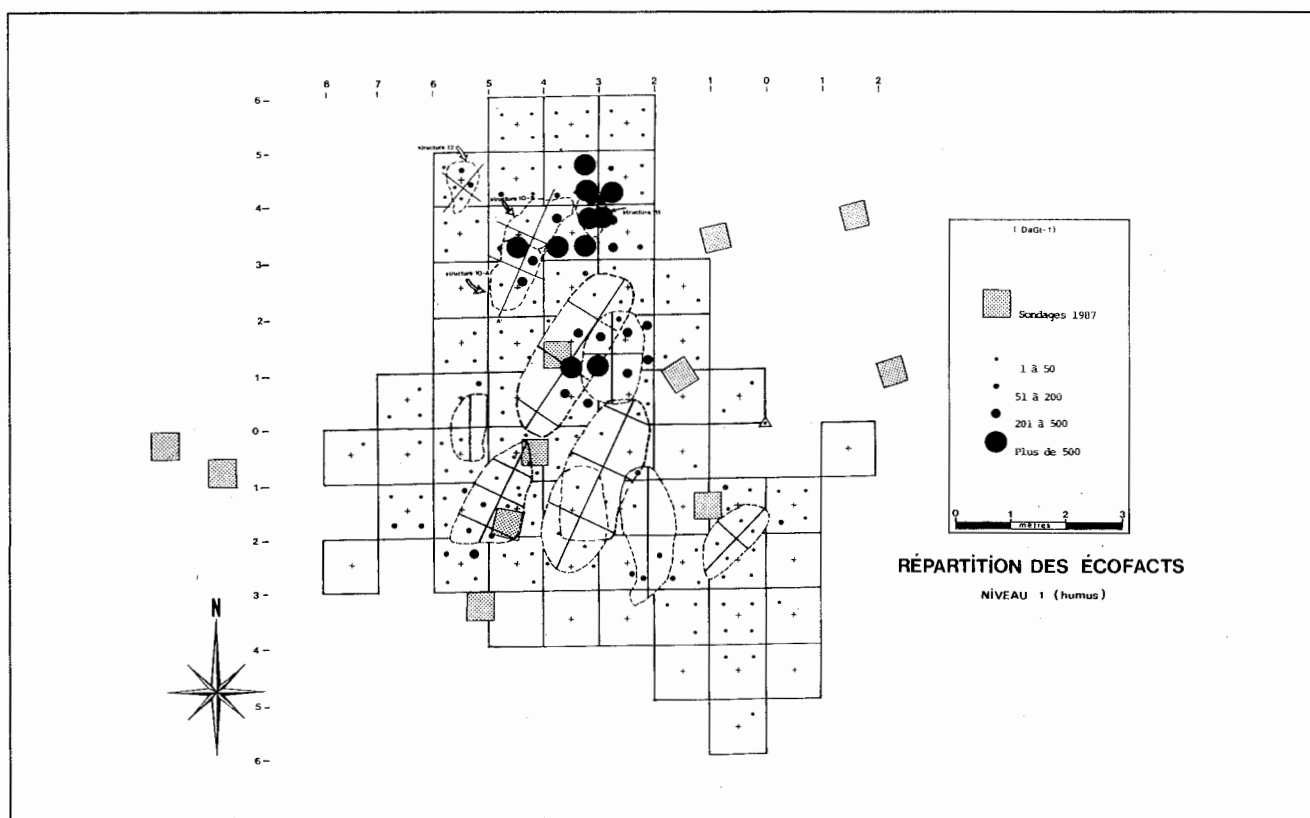 8 7 6 5 4 3 2 1 0 1 2
6
5
4
3
2
1
0
1
2
3
4
5
6
structure 12
structure 10-B
structure 11
structure 10-A
A'
N
( DaGt-1)
Sondages 1987
1 à 50
51 à 200
201 à 500
Plus de 500
0 1 2 3
mètres
RÉPARTITION DES ÉCOFACTS
NIVEAU 1 (humus)